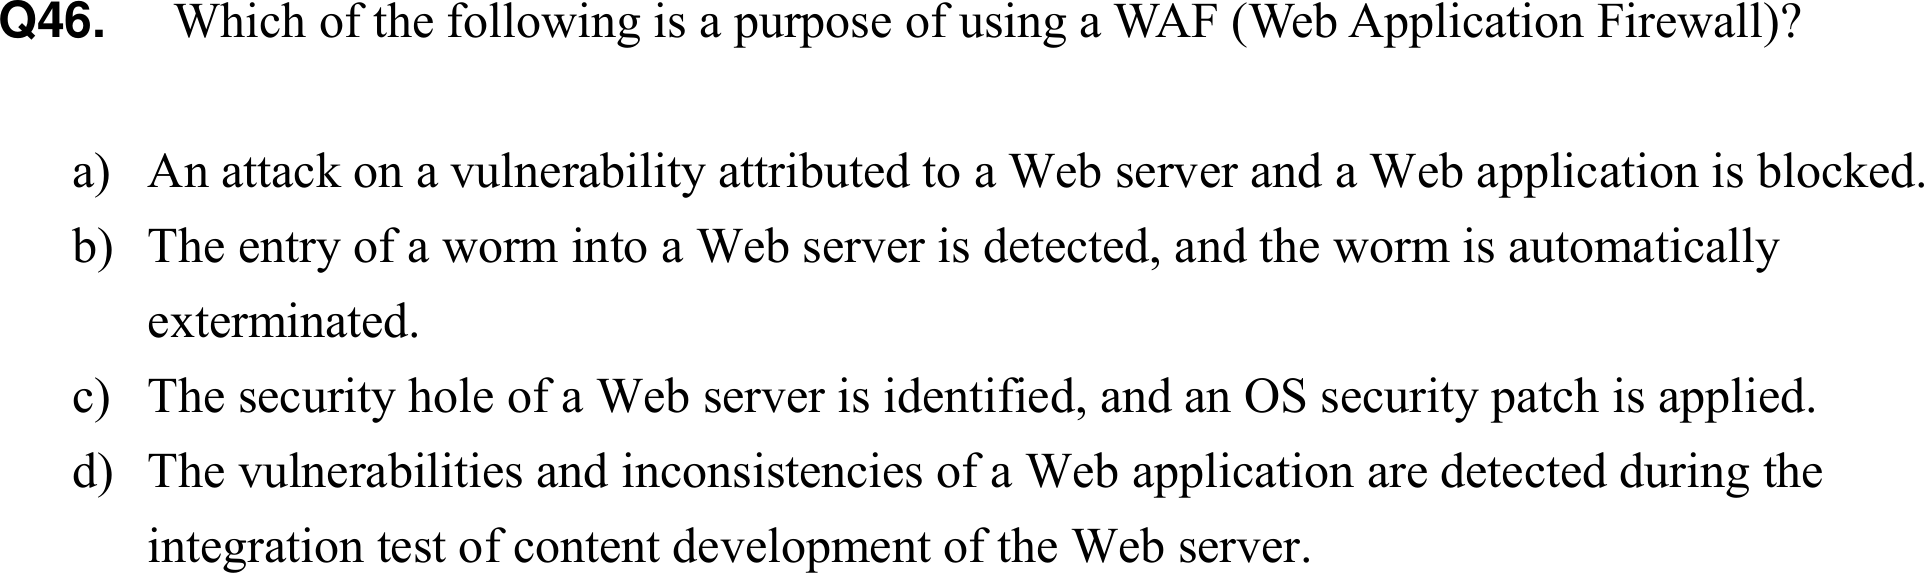 Q46. Which of the following is a purpose of using a WAF (Web Application Firewall)?
a) An attack on a vulnerability attributed to a Web server and a Web application is blocked.
b) The entry of a worm into a Web server is detected, and the worm is automatically
exterminated.
c) The security hole of a Web server is identified, and an OS security patch is applied.
d) The vulnerabilities and inconsistencies of a Web application are detected during the
integration test of content development of the Web server.